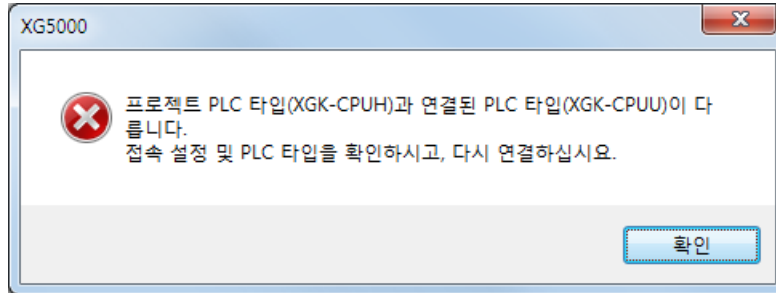 XG5000
프로젝트 PLC 타입(XGK-CPUH)과 연결된 PLC 타입(XGK-CPUU)이 다
릅니다.
접속 설정 및 PLC 타입을 확인하시고, 다시 연결하십시요.
확인